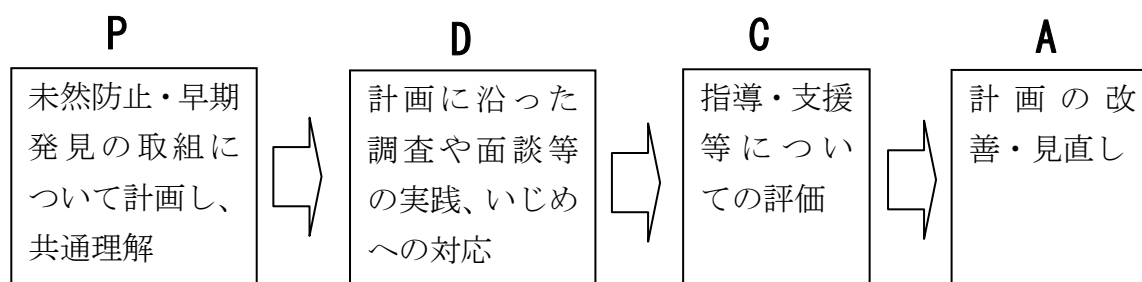 P
未然防止・早期
発見の取組に
ついて計画し、
共通理解
D
計画に沿った
調査や面談等
の実践、いじめ
への対応
C
指導・支援
等につい
ての評価
A
計画の改
善・見直し